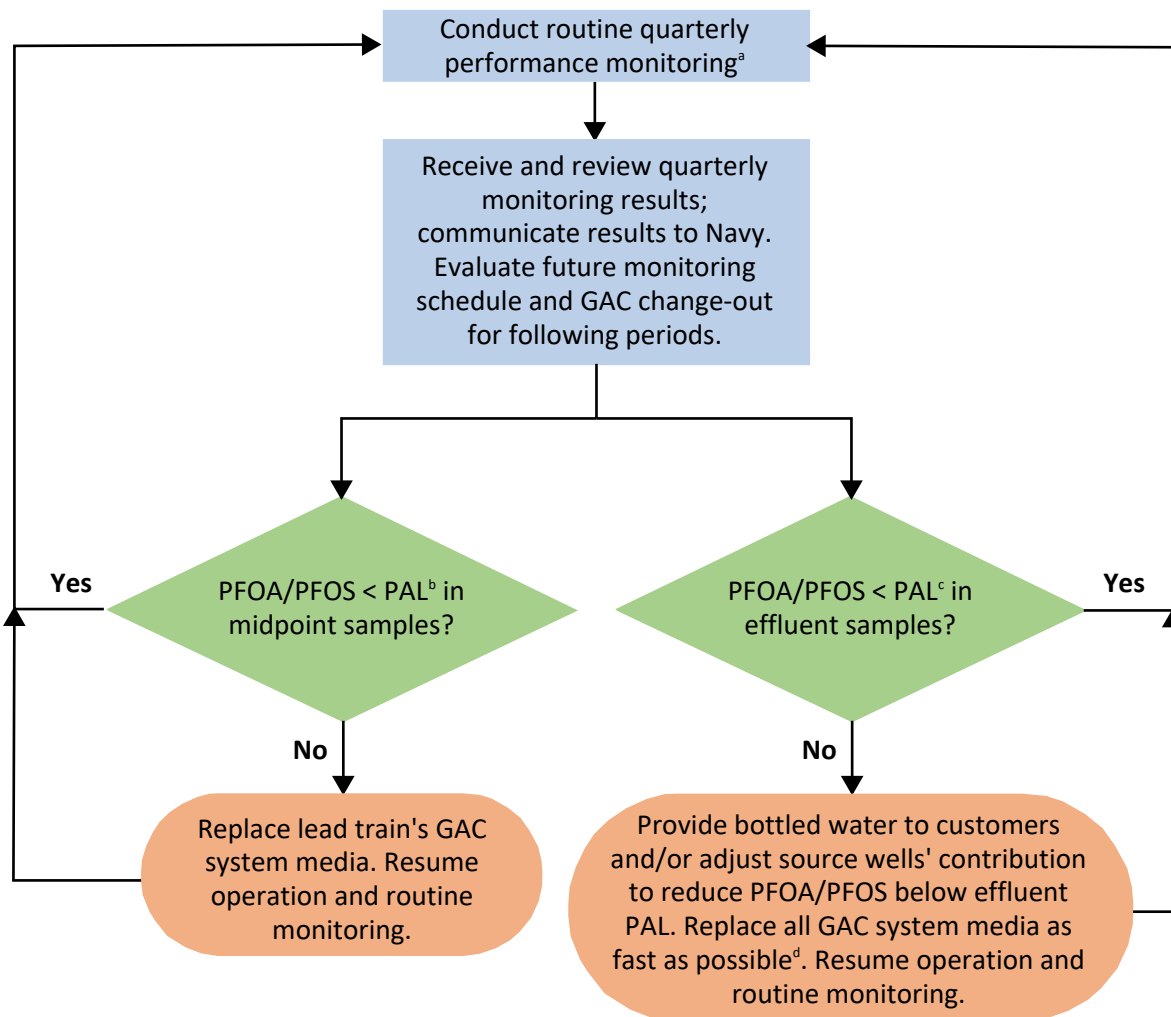 Conduct routine quarterly
performance monitoringᵃ
Receive and review quarterly
monitoring results;
communicate results to Navy.
Evaluate future monitoring
schedule and GAC change-out
for following periods.
Yes
PFOA/PFOS < PALᵇ in
midpoint samples?
PFOA/PFOS < PALᶜ in
effluent samples?
Yes
No
No
Replace lead train's GAC
system media. Resume
operation and routine
monitoring.
Provide bottled water to customers
and/or adjust source wells' contribution
to reduce PFOA/PFOS below effluent
PAL. Replace all GAC system media as
fast as possibleᵈ. Resume operation and
routine monitoring.